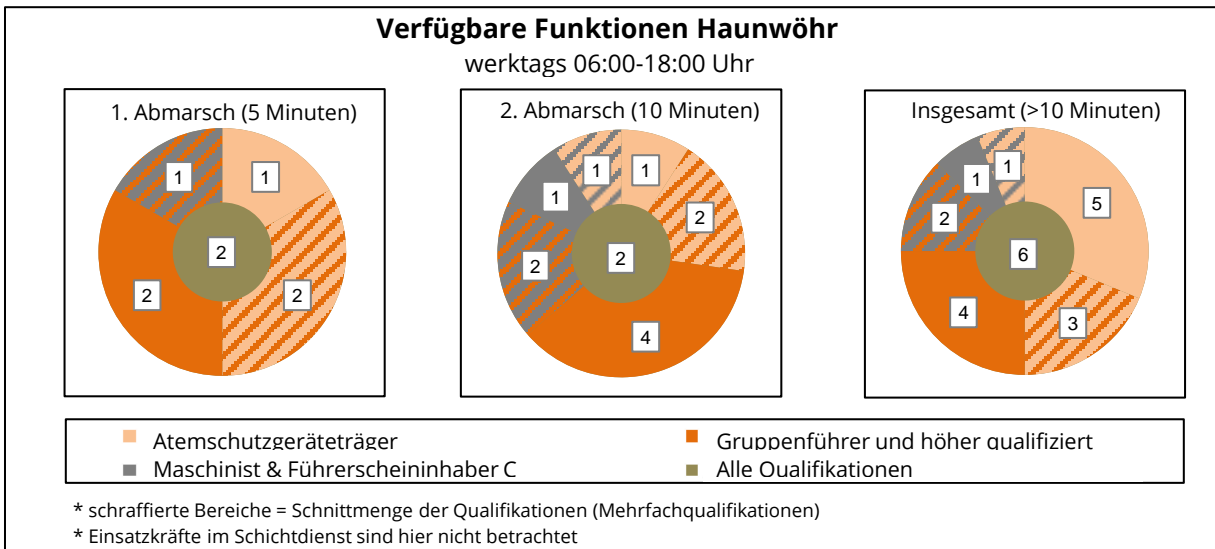 Verfügbare Funktionen Haunwöhr
werktags 06:00-18:00 Uhr
1. Abmarsch (5 Minuten)
1
1
2
2
2
2. Abmarsch (10 Minuten)
1
1
1
2
2
2
4
Insgesamt (>10 Minuten)
1
1
5
2
6
4
3
Atemschutzgeräteträger
Gruppenführer und höher qualifiziert
Maschinist & Führerscheininhaber C
Alle Qualifikationen
* schraffierte Bereiche = Schnittmenge der Qualifikationen (Mehrfachqualifikationen)
* Einsatzkräfte im Schichtdienst sind hier nicht betrachtet